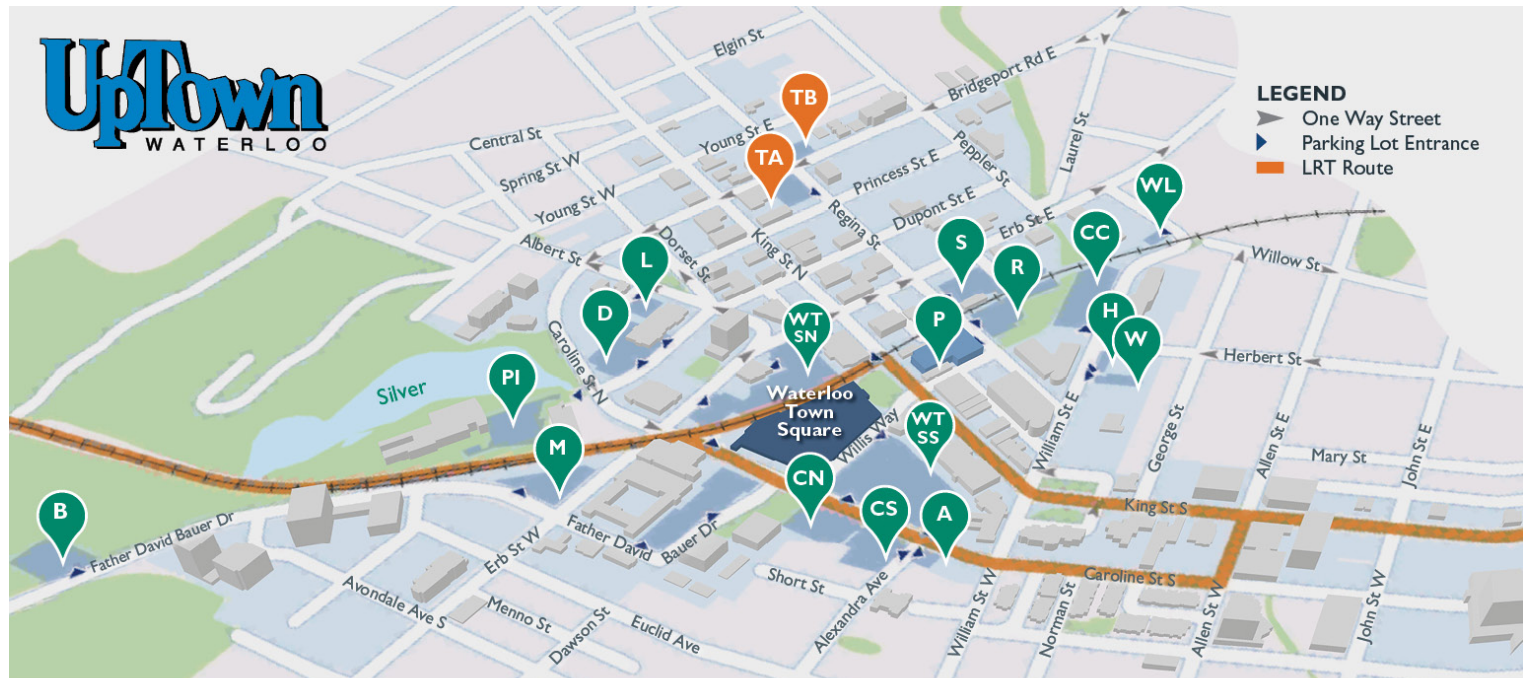 UpTown
WATERLOO
LEGEND
One Way Street
Parking Lot Entrance
LRT Route
Elgin St
Bridgeport Rd E
TB
Central St
Young St E
TA
Laurel St
Spring St W
Princess St E
Peppler St
Young St W
Regina St
Dupont St E
WL
Albert St
Dorset St
King St N
Erb St E
S
CC
Willow St
L
R
D
WT
SN
P
H
W
Herbert St
Caroline St N
PI
Silver
Waterloo
Town
Square
Willis Way
WT
SS
William St E
George St
Allen St E
Mary St
John St E
M
CN
CS
A
King St S
B
Father David Bauer Dr
Erb St W
Father David
Bauer Dr
Short St
Caroline St S
Avondale Ave S
Menno St
Dawson St
Euclid Ave
Alexandra Ave
William St W
Norman St
Allen St W
John St W